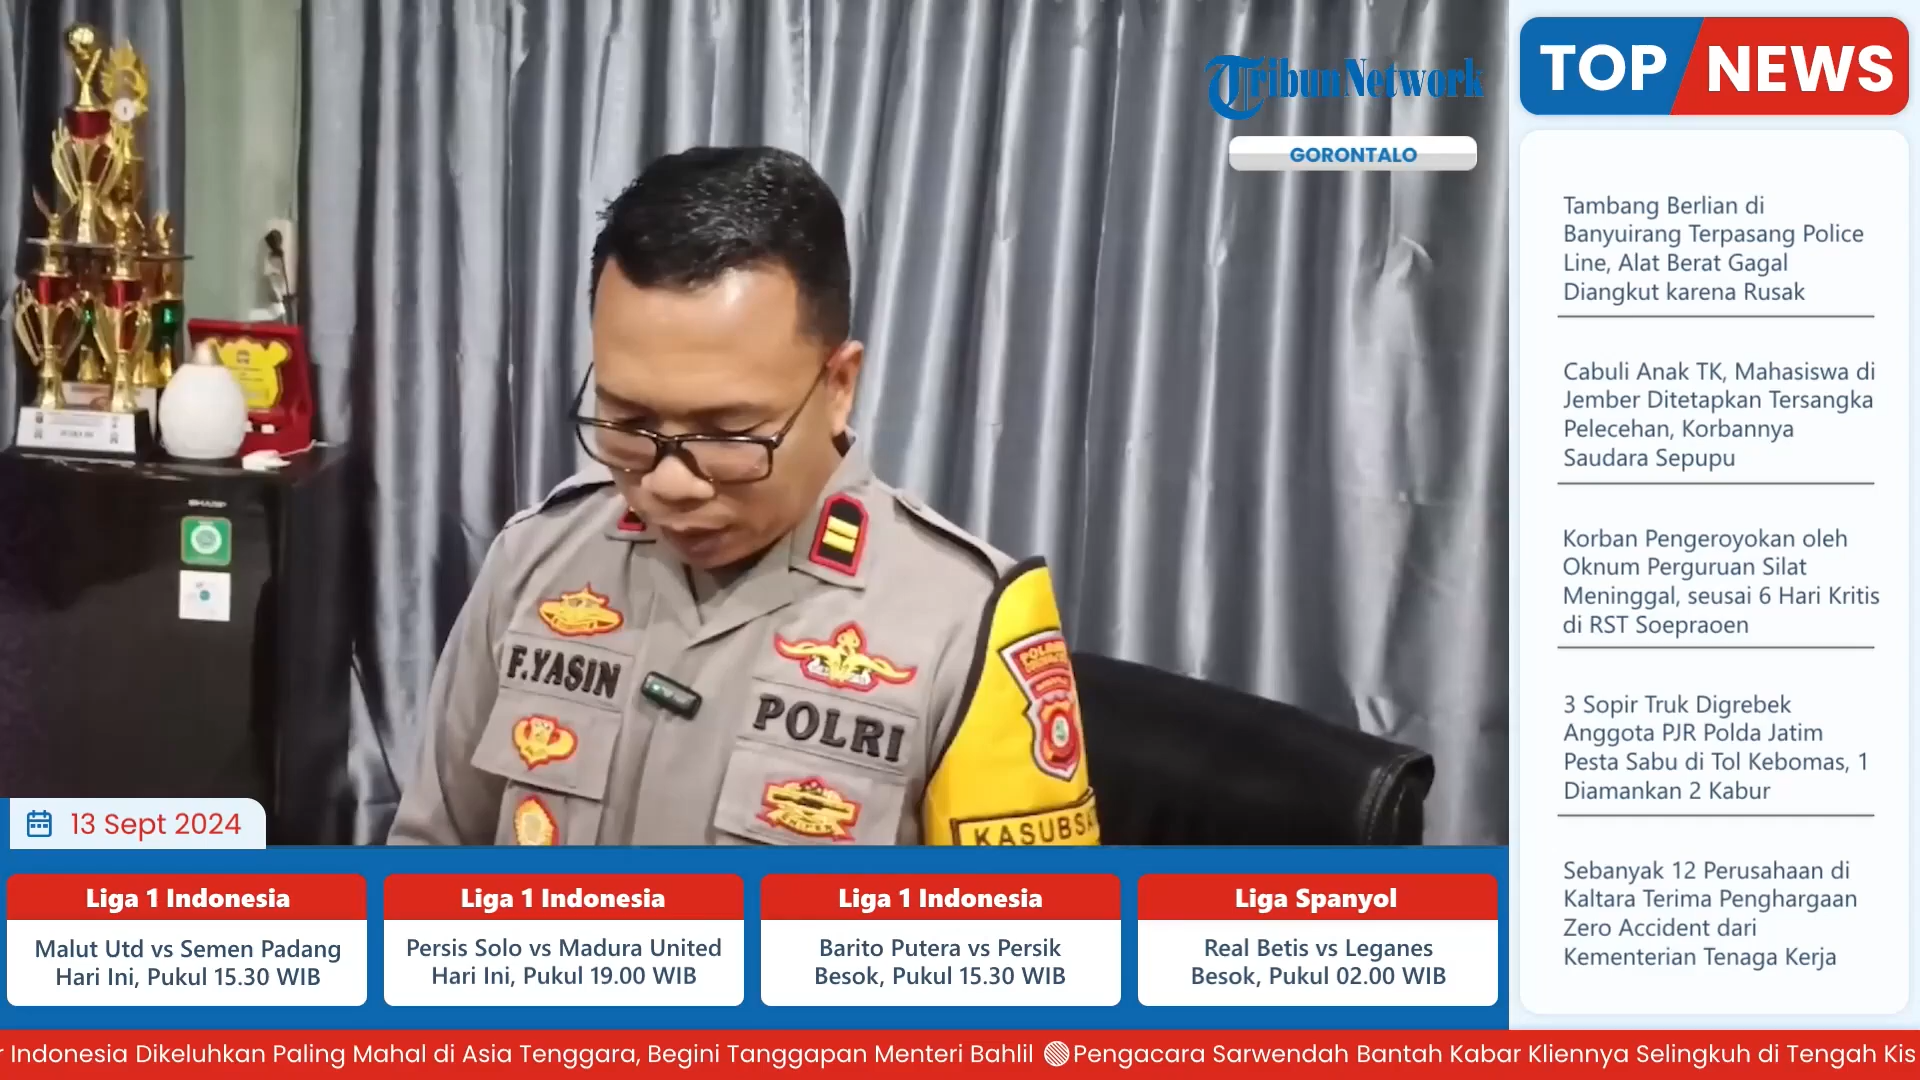 Tribun Network
GORONTALO
TOP NEWS
Tambang Berlian di
Banyuirang Terpasang Police
Line, Alat Berat Gagal
Diangkut karena Rusak
Cabuli Anak TK, Mahasiswa di
Jember Ditetapkan Tersangka
Pelecehan, Korbannya
Saudara Sepupu
Korban Pengeroyokan oleh
Oknum Perguruan Silat
Meninggal, seusai 6 Hari Kritis
di RST Soepraoen
3 Sopir Truk Digrebek
Anggota PJR Polda Jatim
Pesta Sabu di Tol Kebomas, 1
Diamankan 2 Kabur
Sebanyak 12 Perusahaan di
Kaltara Terima Penghargaan
Zero Accident dari
Kementerian Tenaga Kerja
SHARP
F.YASIN
POLRI
KASUBSA
13 Sept 2024
Liga 1 Indonesia
Malut Utd vs Semen Padang
Hari Ini, Pukul 15.30 WIB
Liga 1 Indonesia
Persis Solo vs Madura United
Hari Ini, Pukul 19.00 WIB
Liga 1 Indonesia
Barito Putera vs Persik
Besok, Pukul 15.30 WIB
Liga Spanyol
Real Betis vs Leganes
Besok, Pukul 02.00 WIB
r Indonesia Dikeluhkan Paling Mahal di Asia Tenggara, Begini Tanggapan Menteri Bahlil Pengacara Sarwendah Bantah Kabar Kliennya Selingkuh di Tengah Kis